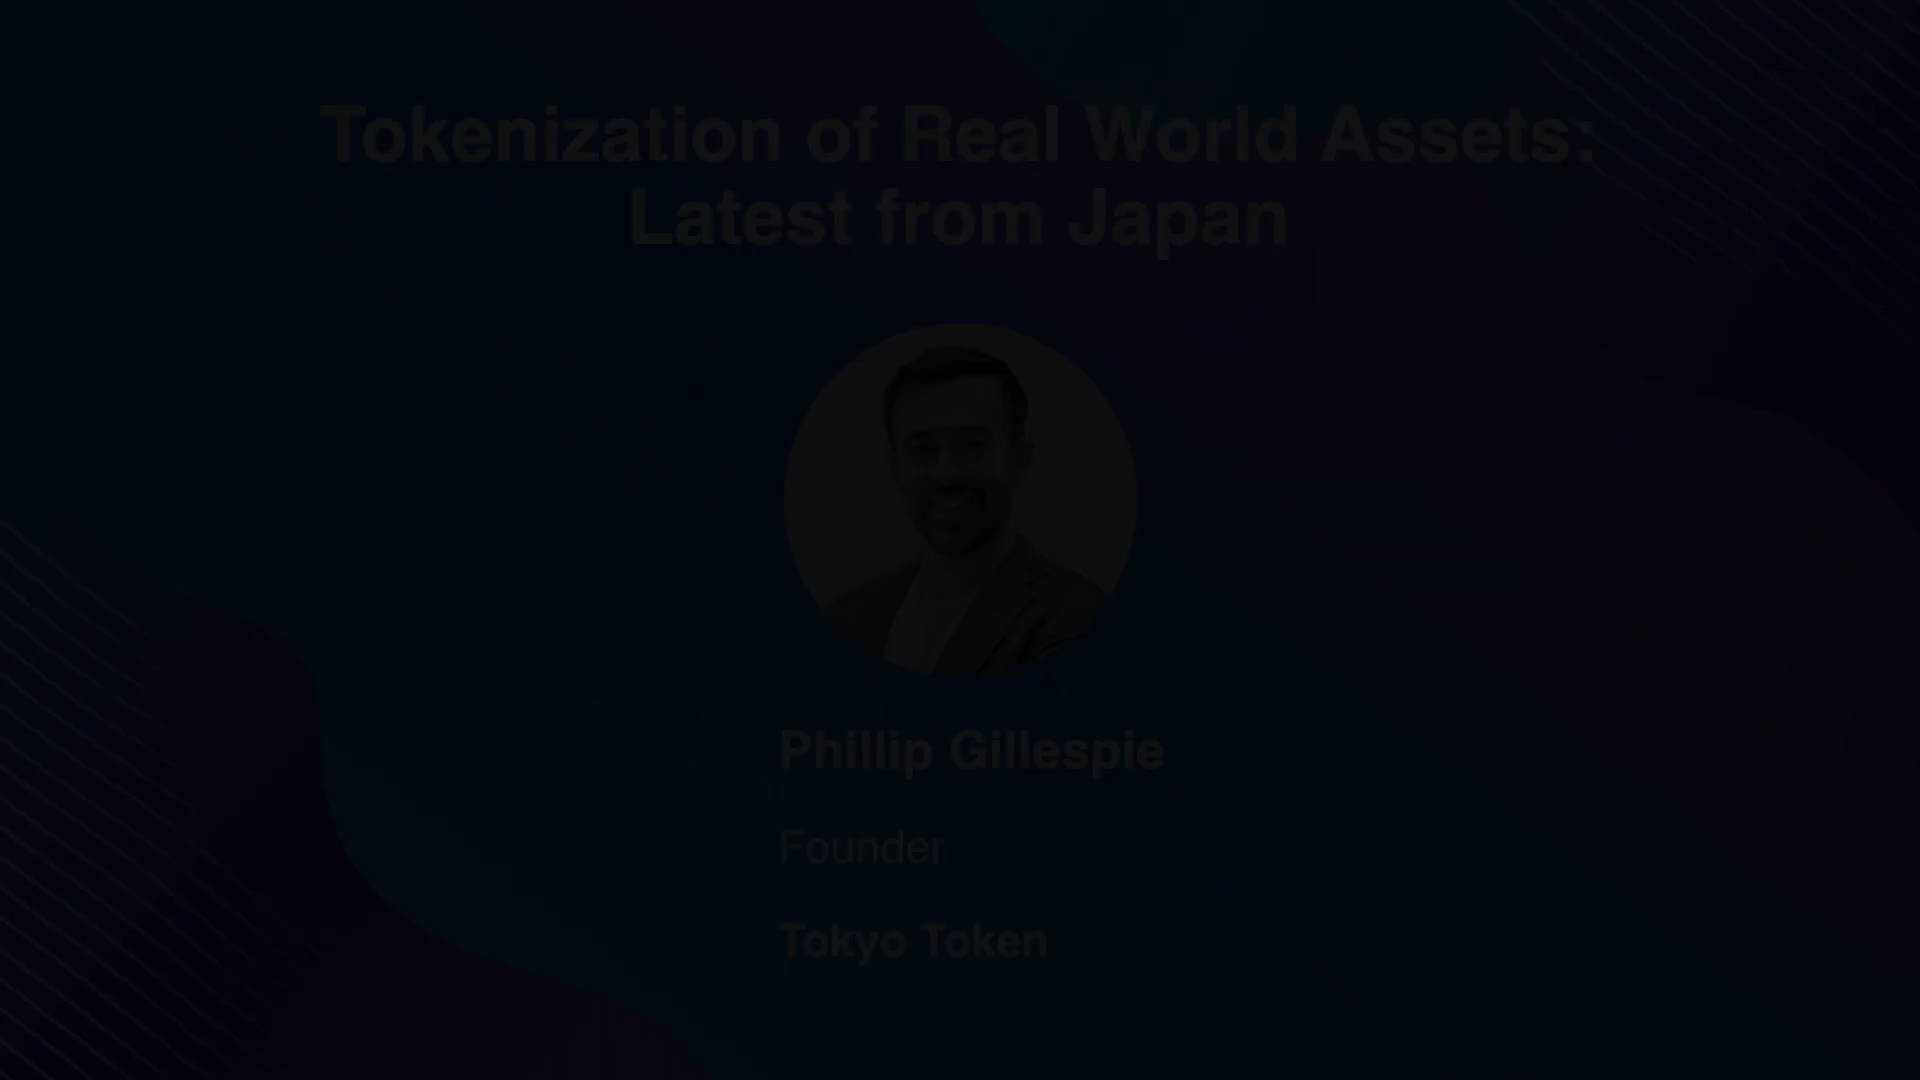 Tokenization of Real World Assets:
Latest from Japan
Phillip Gillespie
Founder
Tokyo Token